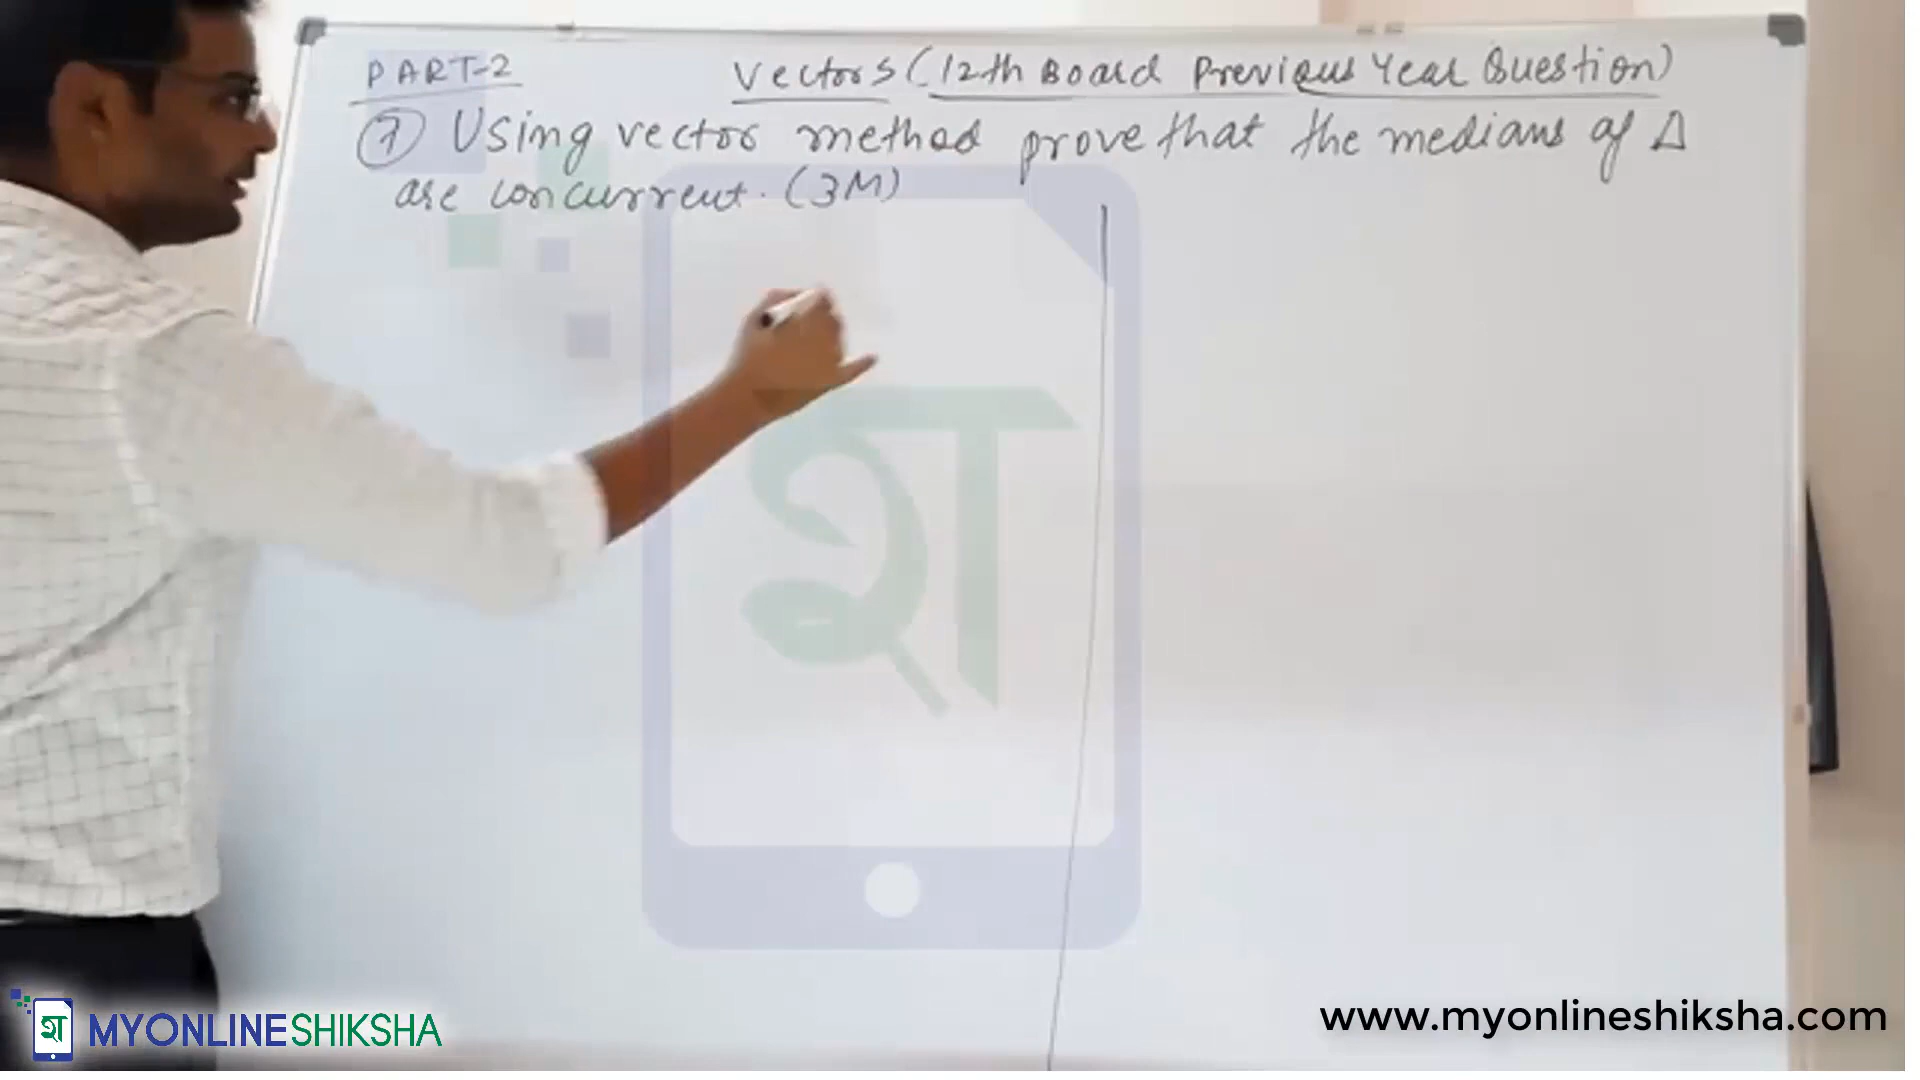 PART-2
Vectors (12th Board Previous Year Question)
① Using vector method prove that the medians of Δ
are concurrent. (3M)
श
श
MYONLINESHIKSHA
www.myonlineshiksha.com